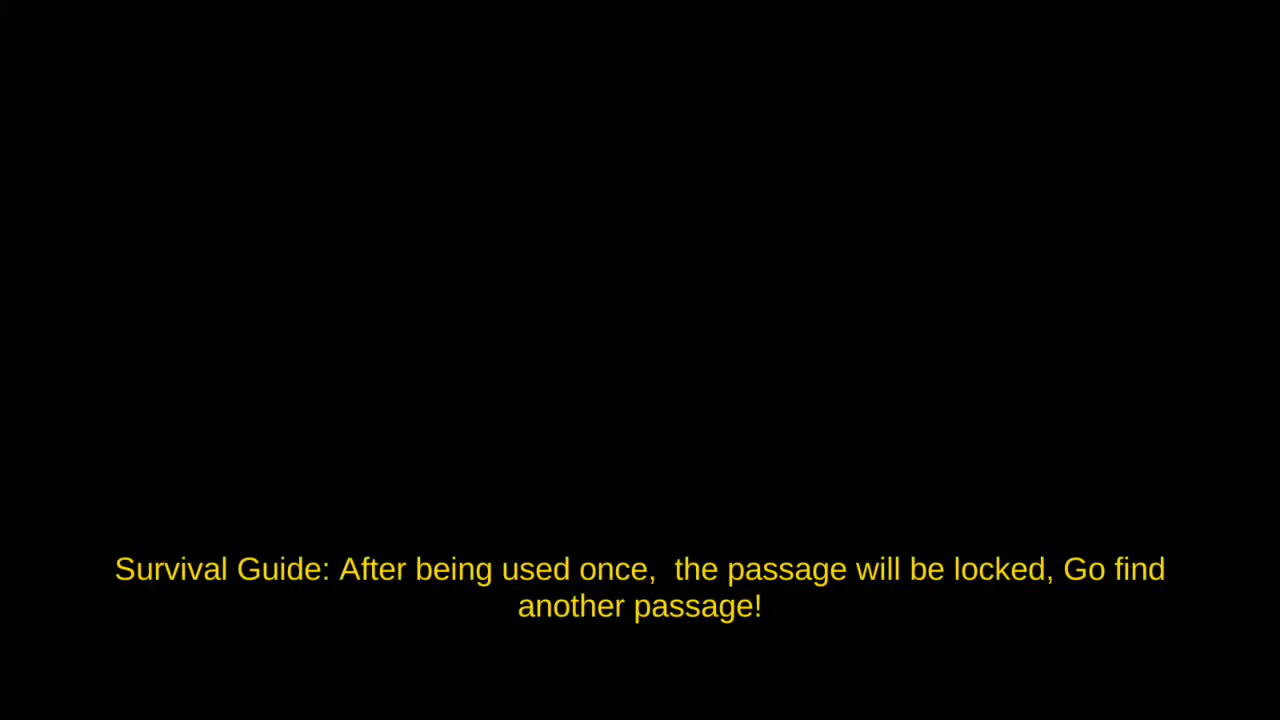 Survival Guide: After being used once,  the passage will be locked, Go find
another passage!